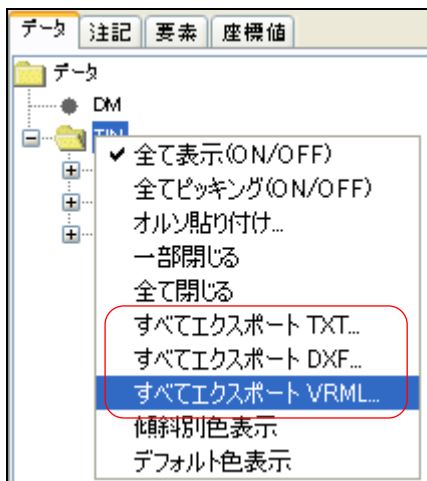 データ 注記 要素 座標値
データ
DM
TIN
全て表示(ON/OFF)
全てピッキング(ON/OFF)
オルソ貼り付け...
一部閉じる
全て閉じる
すべてエクスポート TXT...
すべてエクスポート DXF...
すべてエクスポート VRML...
傾斜別色表示
デフォルト色表示